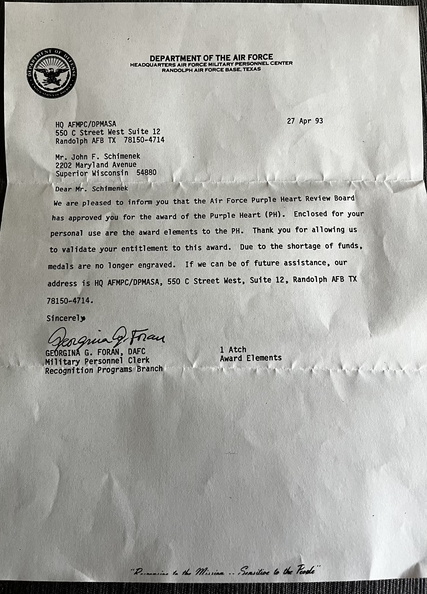 DEPARTMENT OF THE AIR FORCE
HEADQUARTERS AIR FORCE MILITARY PERSONNEL CENTER
RANDOLPH AIR FORCE BASE, TEXAS
HQ AFMPC/DPMASA
27 Apr 93
550 C Street West Suite 12
Randolph AFB TX 78150-4714
Mr. John F. Schimenek
2202 Maryland Avenue
Superior Wisconsin 54880
Dear Mr. Schimenek
We are pleased to inform you that the Air Force Purple Heart Review Board
has approved you for the award of the Purple Heart (PH). Enclosed for your
personal use are the award elements to the PH. Thank you for allowing us
to validate your entitlement to this award. Due to the shortage of funds,
medals are no longer engraved. If we can be of future assistance, our
address is HQ AFMPC/DPMASA, 550 C Street West, Suite 12, Randolph AFB TX
78150-4714.
Sincerely
Georgina G. Foran
GEORGINA G. FORAN, DAFC
Military Personnel Clerk
Recognition Programs Branch
1 Atch
Award Elements
to the Mission .. Sensitive to the People"